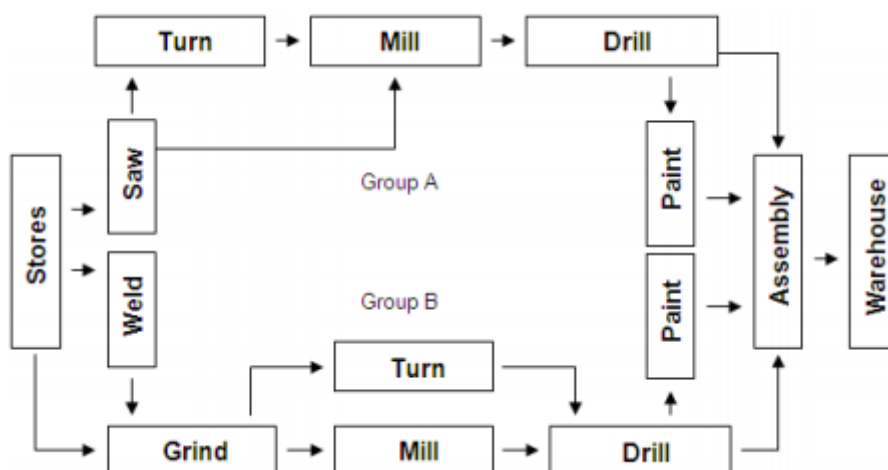 Turn
Mill
Drill
Stores
Saw
Group A
Paint
Assembly
Warehouse
Weld
Group B
Paint
Turn
Grind
Mill
Drill